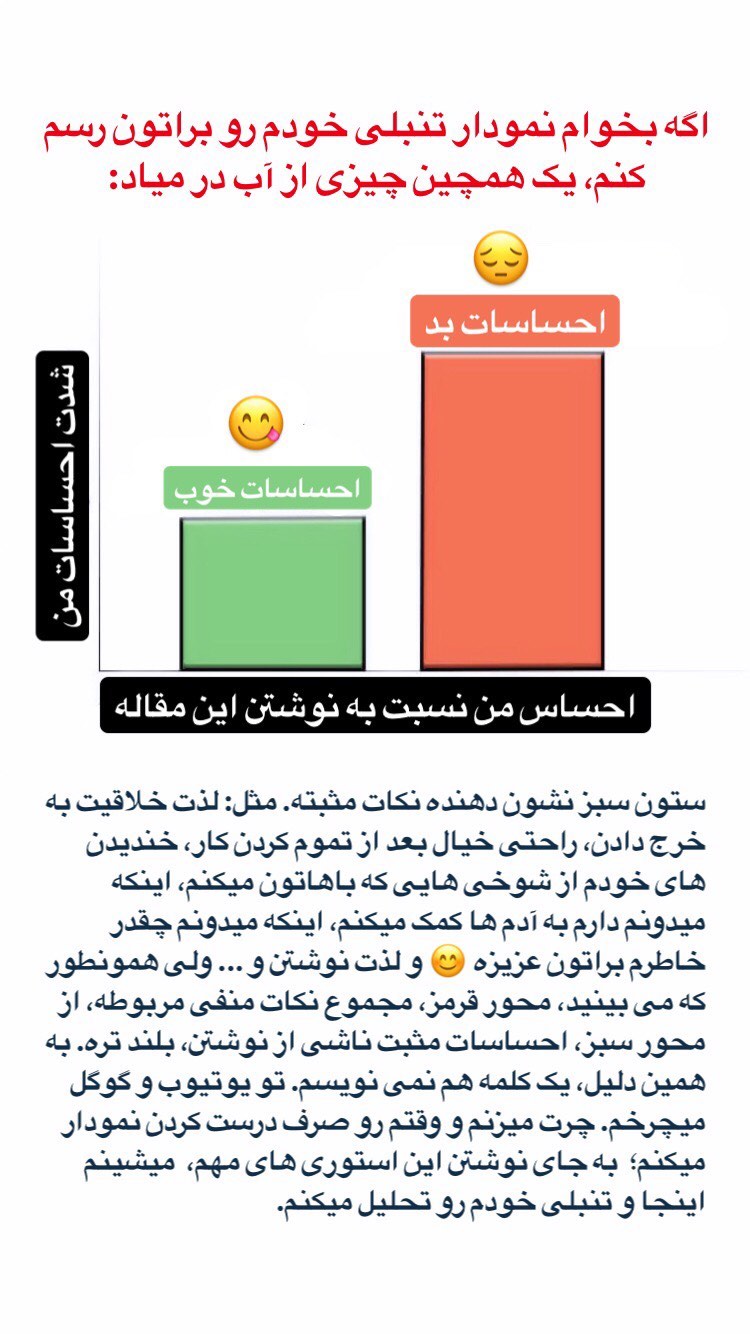 اگه بخوام نمودار تنبلی خودم رو براتون رسم
کنم، یک همچین چیزی از آب در میاد:
احساسات بد
احساسات خوب
شدت احساسات من
احساس من نسبت به نوشتن این مقاله
ستون سبز نشون دهنده نکات مثبته. مثل: لذت خلاقیت به
خرج دادن، راحتی خیال بعد از تموم کردن کار، خندیدن
های خودم از شوخی هایی که باهاتون میکنم، اینکه
میدونم دارم به آدم ها کمک میکنم، اینکه میدونم چقدر
خاطرم براتون عزیزه 😊 و لذت نوشتن و ... ولی همونطور
که می بینید، محور قرمز، مجموع نکات منفی مربوطه، از
محور سبز، احساسات مثبت ناشی از نوشتن، بلند تره. به
همین دلیل، یک کلمه هم نمی نویسم. تو یوتیوب و گوگل
میچرخم. چرت میزنم و وقتم رو صرف درست کردن نمودار
میکنم؛ به جای نوشتن این استوری های مهم، میشینم
اینجا و تنبلی خودم رو تحلیل میکنم.